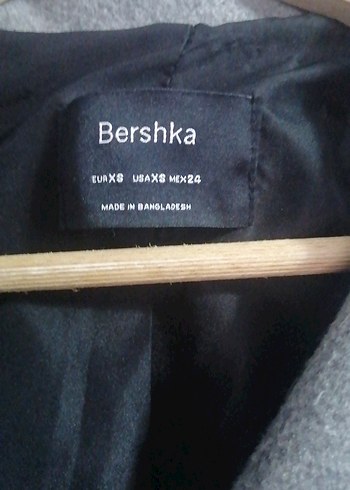 Bershka
EUR XS USA XS MEX 24
MADE IN BANGLADESH